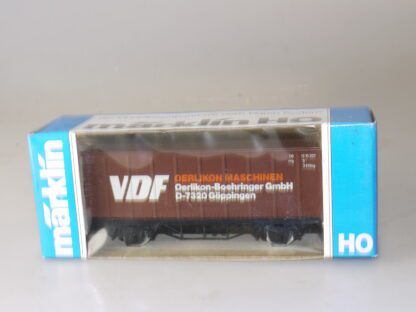 märklin HO
märklin
VDF
OERLIKON MASCHINEN
Oerlikon-Boehringer GmbH
D-7320 Göppingen
HO